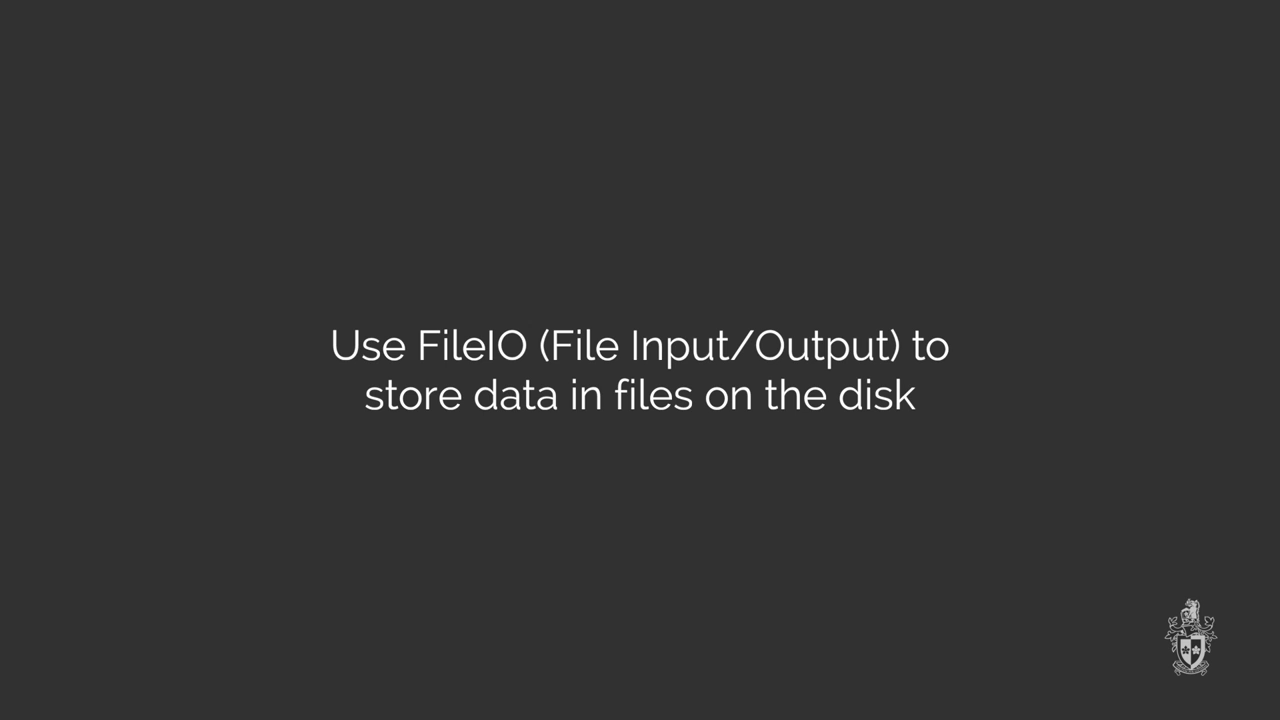 Use FileIO (File Input/Output) to
store data in files on the disk